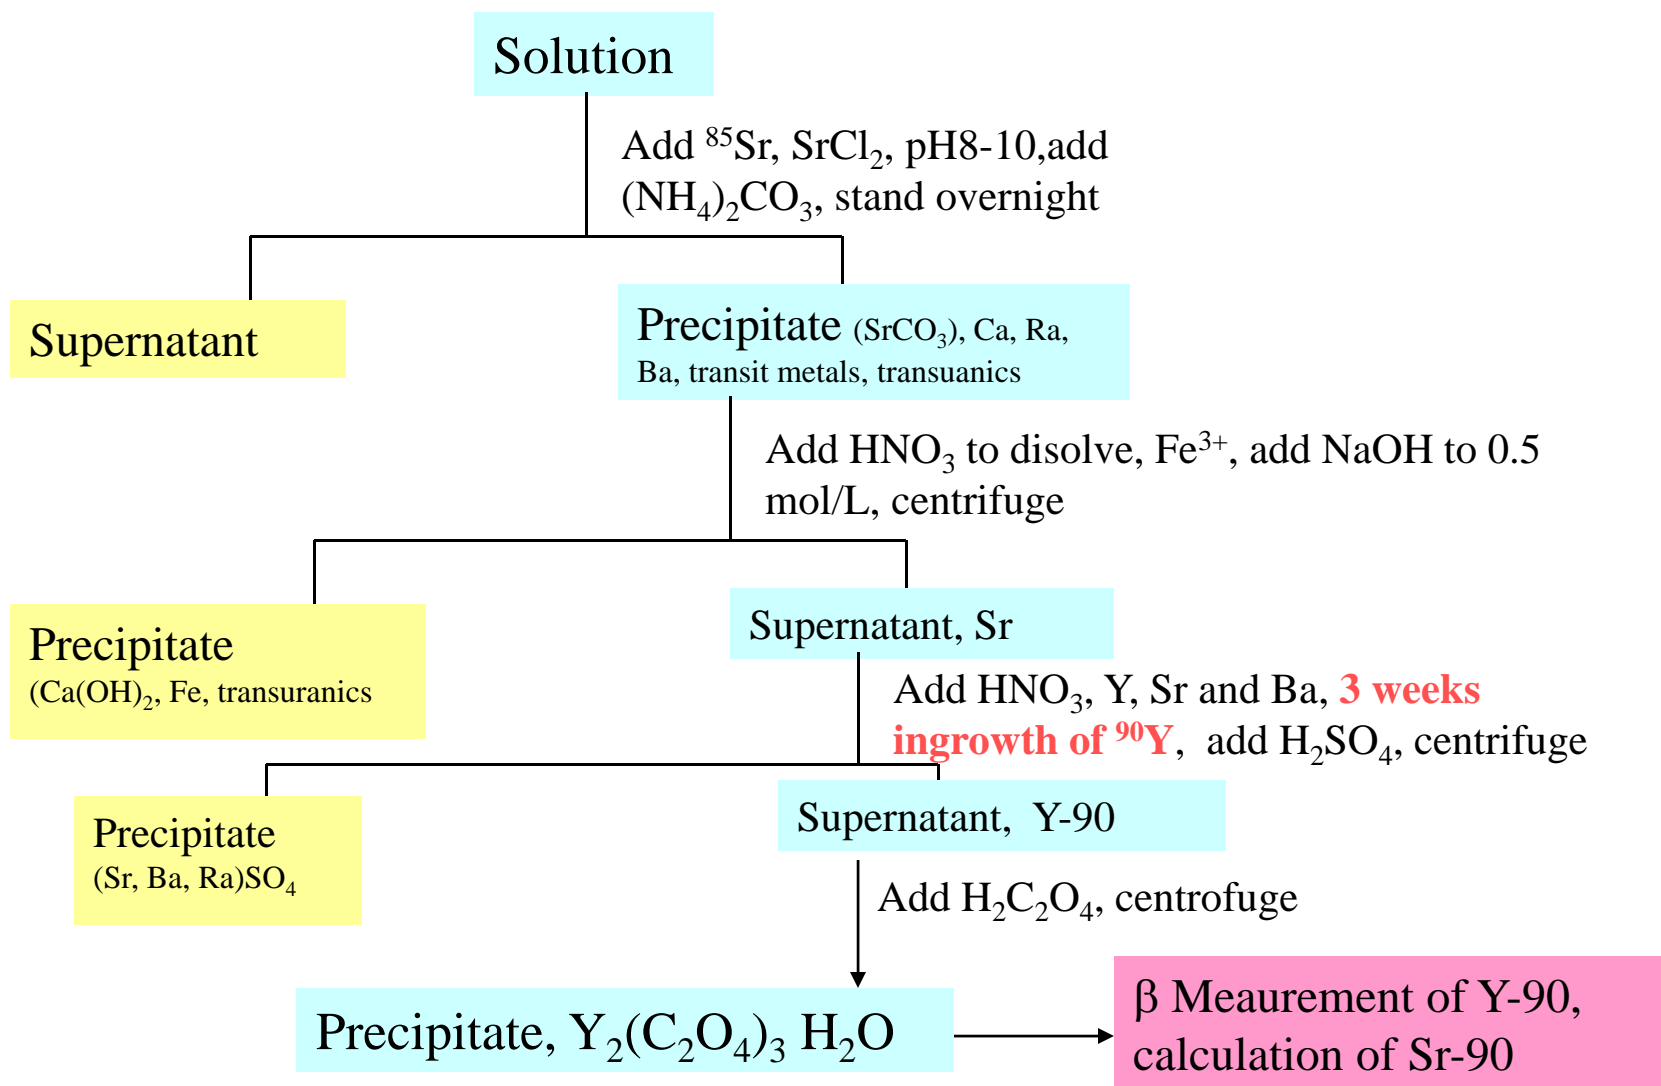 Solution
Add ⁸⁵Sr, SrCl₂, pH8-10,add
(NH₄)₂CO₃, stand overnight
Supernatant
Precipitate (SrCO₃), Ca, Ra,
Ba, transit metals, transuanics
Add HNO₃ to disolve, Fe³⁺, add NaOH to 0.5
mol/L, centrifuge
Precipitate
(Ca(OH)₂, Fe, transuranics
Supernatant, Sr
Add HNO₃, Y, Sr and Ba, 3 weeks
ingrowth of ⁹⁰Y, add H₂SO₄, centrifuge
Precipitate
(Sr, Ba, Ra)SO₄
Supernatant, Y-90
Add H₂C₂O₄, centrofuge
Precipitate, Y₂(C₂O₄)₃ H₂O
β Meaurement of Y-90,
calculation of Sr-90